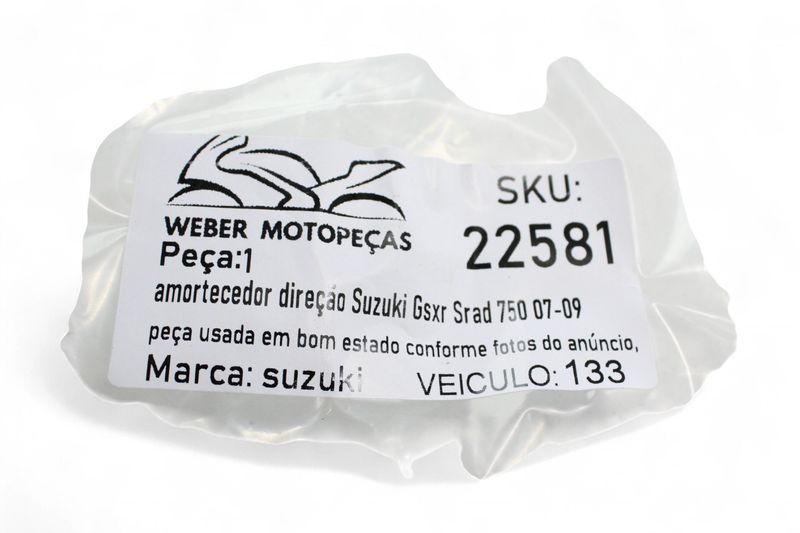 WEBER MOTOPEÇAS
SKU:
22581
Peça:1
amortecedor direção Suzuki Gsxr Srad 750 07-09
peça usada em bom estado conforme fotos do anúncio,
Marca: suzuki VEICULO: 133